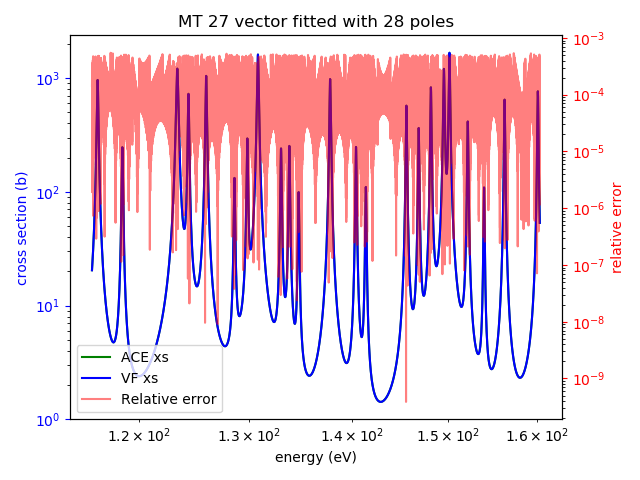 MT 27 vector fitted with 28 poles
cross section (b)
10³
10²
10¹
10⁰
10⁻³
10⁻⁴
10⁻⁵
10⁻⁶
10⁻⁷
10⁻⁸
10⁻⁹
relative error
ACE xs
VF xs
Relative error
1.2 × 10² 1.3 × 10² 1.4 × 10² 1.5 × 10² 1.6 × 10²
energy (eV)